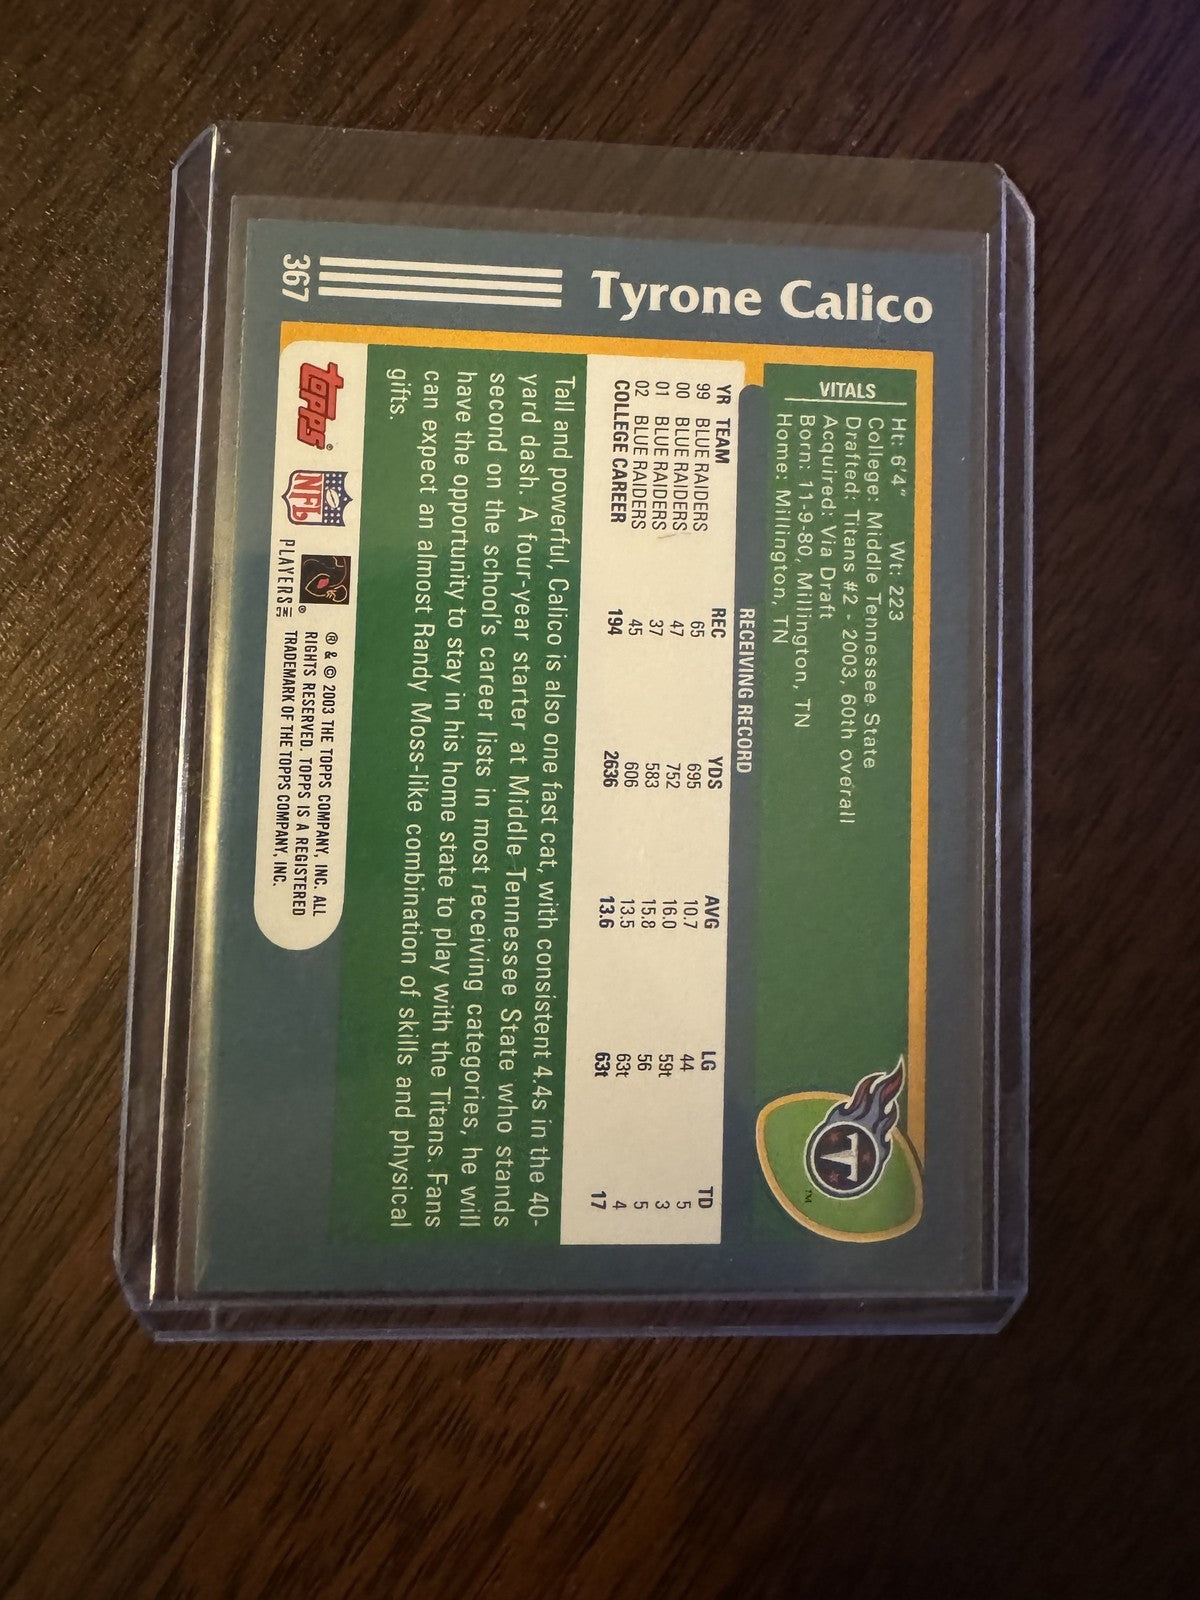 Tyrone Calico
367
VITALS
Ht: 6'4" Wt: 223
College: Middle Tennessee State
Drafted: Titans #2 - 2003, 60th overall
Acquired: Via Draft
Born: 11-9-80, Millington, TN
Home: Millington, TN
T
TM
RECEIVING RECORD
YR TEAM REC YDS AVG LG TD
99 BLUE RAIDERS 65 695 10.7 44 5
00 BLUE RAIDERS 47 752 16.0 59t 3
01 BLUE RAIDERS 37 583 15.8 56 5
02 BLUE RAIDERS 45 606 13.5 63t 4
COLLEGE CAREER 194 2636 13.6 63t 17
Tall and powerful, Calico is also one fast cat, with consistent 4.4s in the 40-
yard dash. A four-year starter at Middle Tennessee State who stands
second on the school's career lists in most receiving categories, he will
have the opportunity to stay in his home state to play with the Titans. Fans
can expect an almost Randy Moss-like combination of skills and physical
gifts.
topps®
NFL
PLAYERS INC ®
® & © 2003 THE TOPPS COMPANY, INC. ALL
RIGHTS RESERVED. TOPPS IS A REGISTERED
TRADEMARK OF THE TOPPS COMPANY, INC.